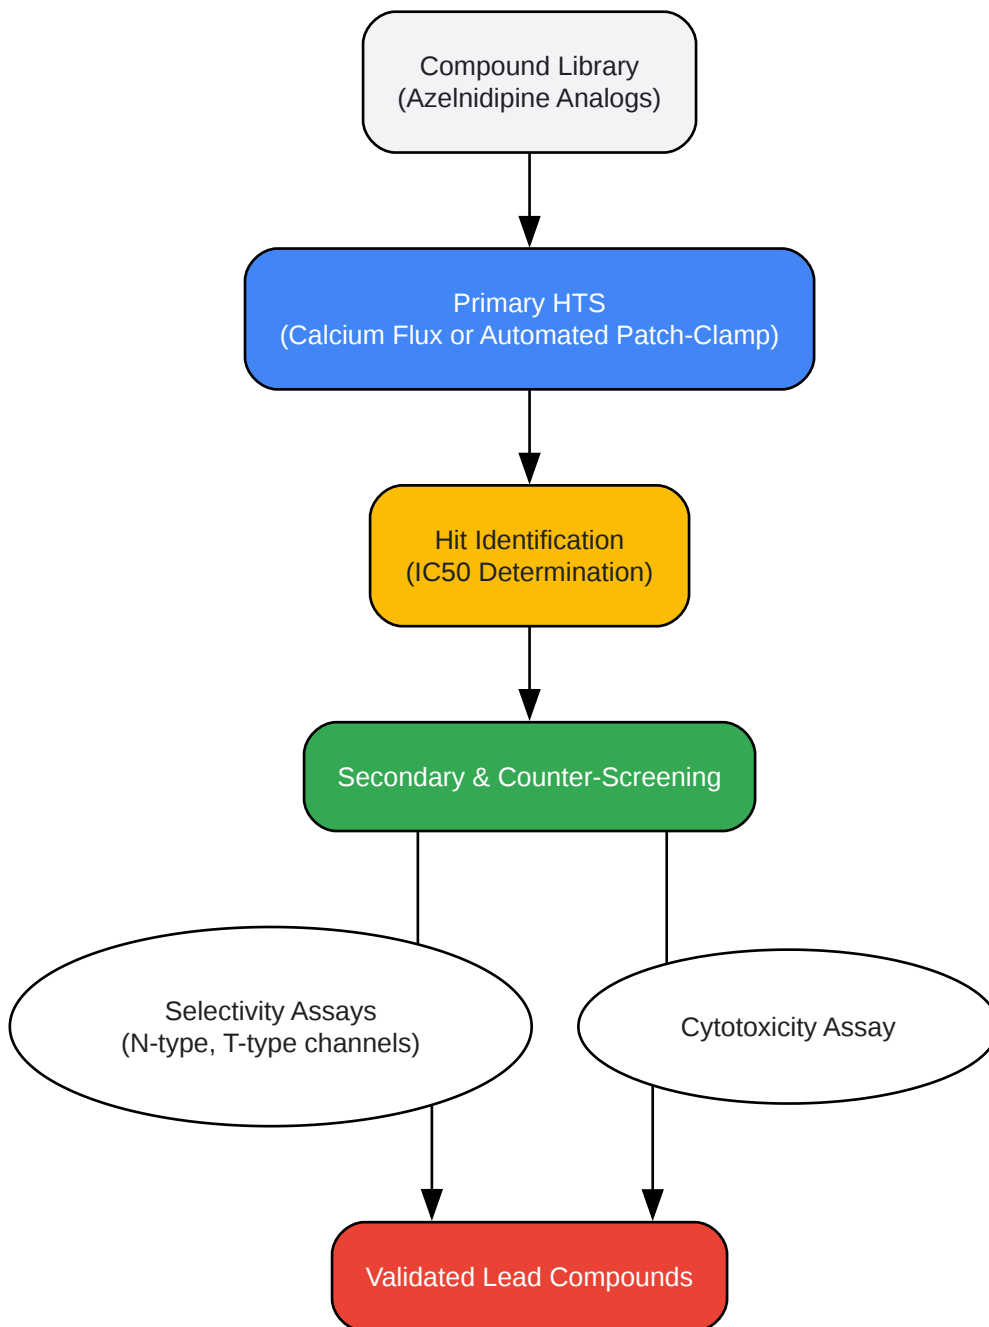 Compound Library
(Azelnidipine Analogs)
Primary HTS
(Calcium Flux or Automated Patch-Clamp)
Hit Identification
(IC50 Determination)
Secondary & Counter-Screening
Selectivity Assays
(N-type, T-type channels)
Cytotoxicity Assay
Validated Lead Compounds